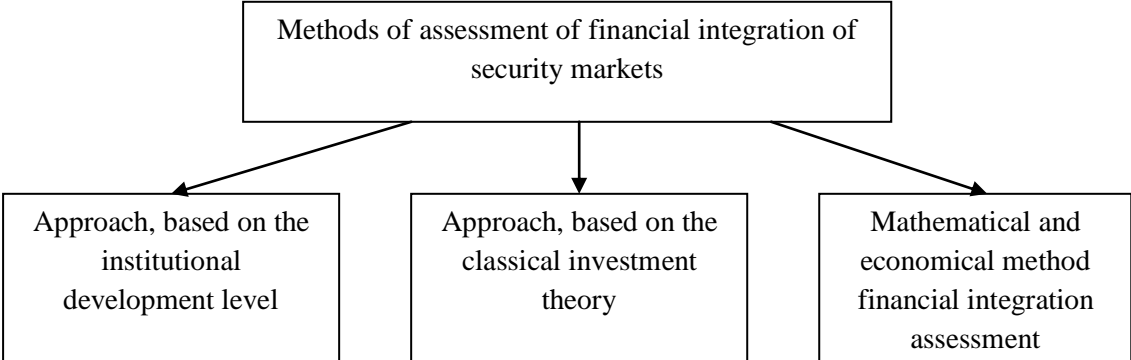 Methods of assessment of financial integration of
security markets
Approach, based on the
institutional
development level
Approach, based on the
classical investment
theory
Mathematical and
economical method
financial integration
assessment